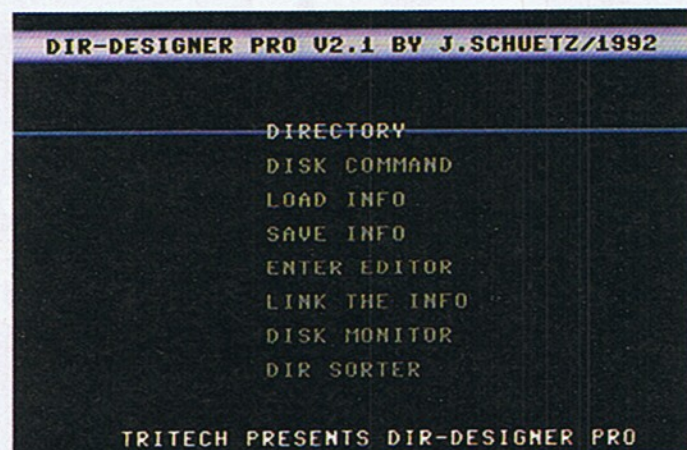 DIR-DESIGNER PRO V2.1 BY J.SCHUETZ/1992
DIRECTORY
DISK COMMAND
LOAD INFO
SAVE INFO
ENTER EDITOR
LINK THE INFO
DISK MONITOR
DIR SORTER
TRITECH PRESENTS DIR-DESIGNER PRO